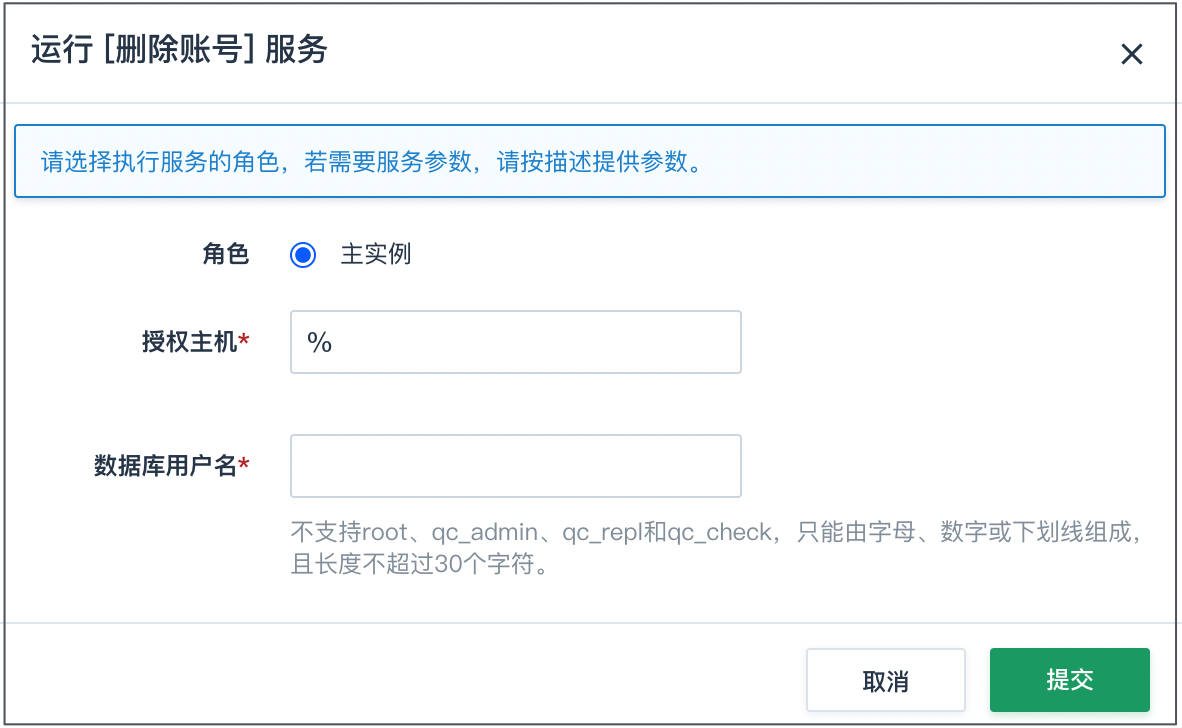 运行 [删除账号] 服务
请选择执行服务的角色，若需要服务参数，请按描述提供参数。
角色 主实例
授权主机* %
数据库用户名*
不支持root、qc_admin、qc_repl和qc_check，只能由字母、数字或下划线组成，
且长度不超过30个字符。
取消 提交